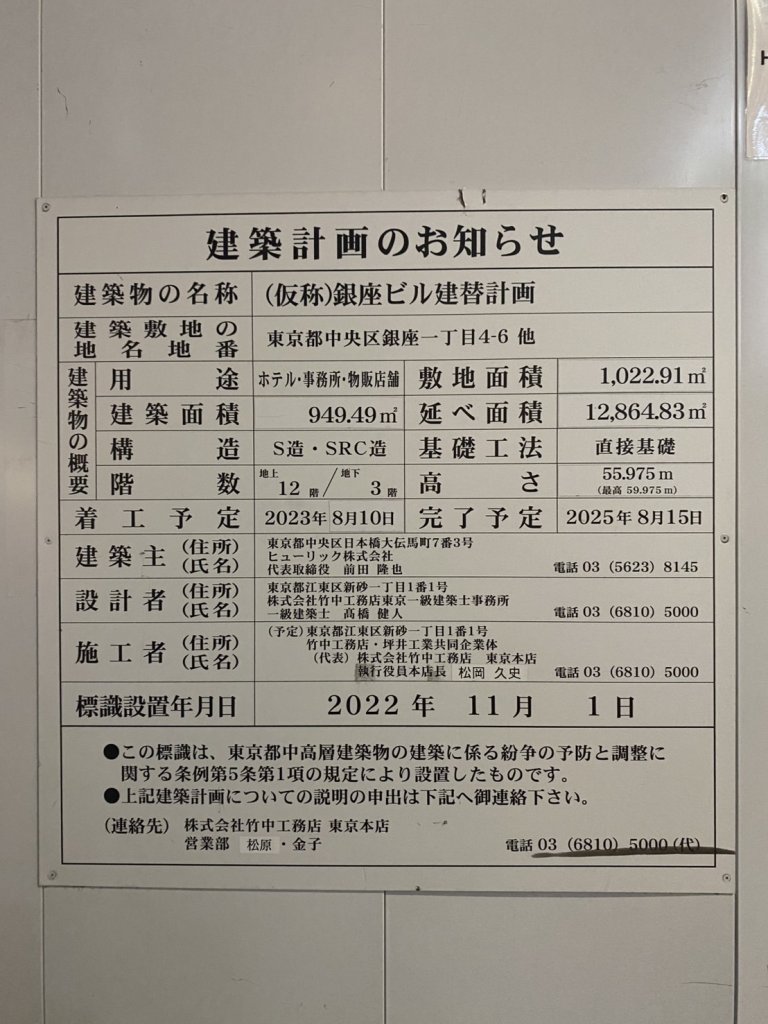 建築計画のお知らせ
建築物の名称 (仮称)銀座ビル建替計画
建築敷地の地名地番 東京都中央区銀座一丁目4-6 他
建築物の概要
用途 ホテル・事務所・物販店舗 敷地面積 1,022.91㎡
建築面積 949.49㎡ 延べ面積 12,864.83㎡
構造 S造・SRC造 基礎工法 直接基礎
階数 地上12階/地下3階 高さ 55.975m
(最高 59.975m)
着工予定 2023年 8月10日 完了予定 2025年 8月15日
建築主 (住所)(氏名) 東京都中央区日本橋大伝馬町7番3号
ヒューリック株式会社
代表取締役 前田 隆也 電話 03 (5623) 8145
設計者 (住所)(氏名) 東京都江東区新砂一丁目1番1号
株式会社竹中工務店東京一級建築士事務所
一級建築士 髙橋 健人 電話 03 (6810) 5000
施工者 (住所)(氏名) (予定) 東京都江東区新砂一丁目1番1号
竹中工務店・坪井工業共同企業体
(代表) 株式会社竹中工務店 東京本店
執行役員本店長 松岡 久史 電話 03 (6810) 5000
標識設置年月日 2022年 11月 1日
●この標識は、東京都中高層建築物の建築に係る紛争の予防と調整に
関する条例第5条第1項の規定により設置したものです。
●上記建築計画についての説明の申出は下記へ御連絡下さい。
(連絡先) 株式会社竹中工務店 東京本店
営業部 松原・金子 電話 03 (6810) 5000 (代)
H